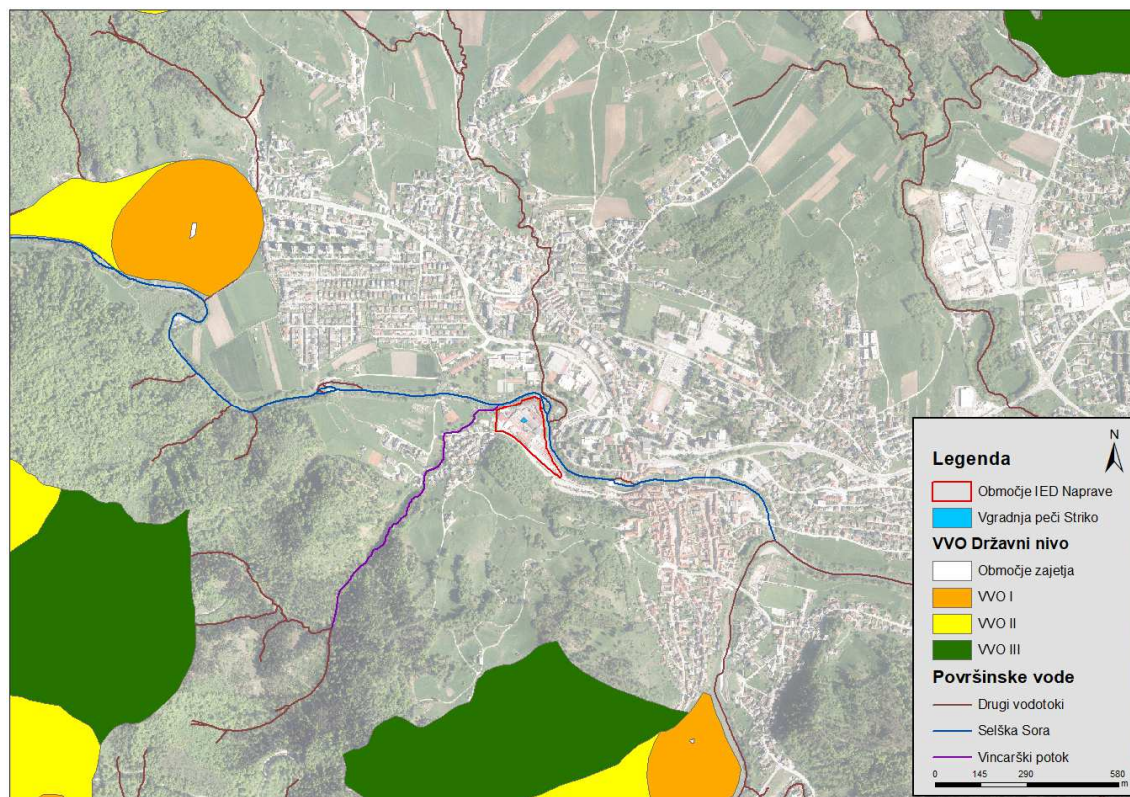 N
Legenda
Območje IED Naprave
Vgradnja peči Striko
VVO Državni nivo
Območje zajetja
VVO I
VVO II
VVO III
Površinske vode
Drugi vodotoki
Selška Sora
Vincarški potok
0 145 290 580
m